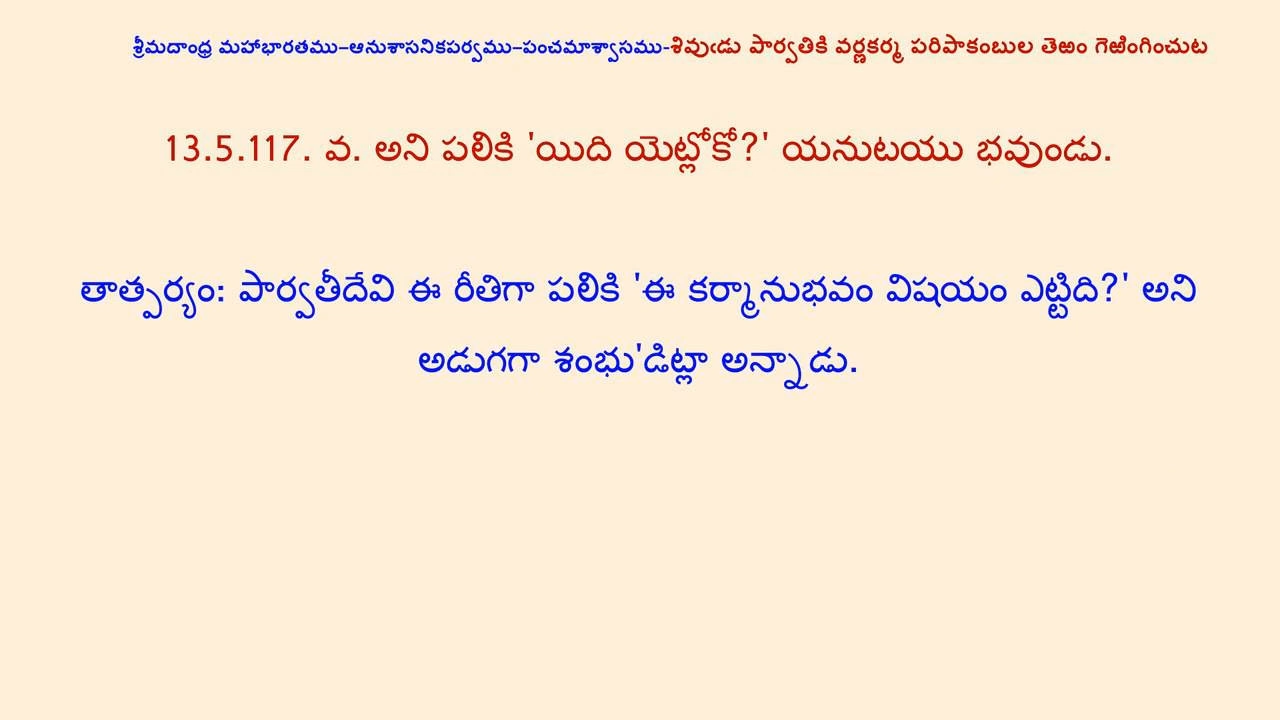 శ్రీమదాంధ్ర మహాభారతము–ఆనుశాసనికపర్వము–పంచమాశ్వాసము-శివుఁడు పార్వతికి వర్ణకర్మ పరిపాకంబుల తెఱం గెఱింగించుట
13.5.117. వ. అని పలికి 'యిది యెట్లోకో?' యనుటయు భవుండు.
తాత్పర్యం: పార్వతీదేవి ఈ రీతిగా పలికి 'ఈ కర్మానుభవం విషయం ఎట్టిది?' అని
అడుగగా శంభు'డిట్లా అన్నాడు.